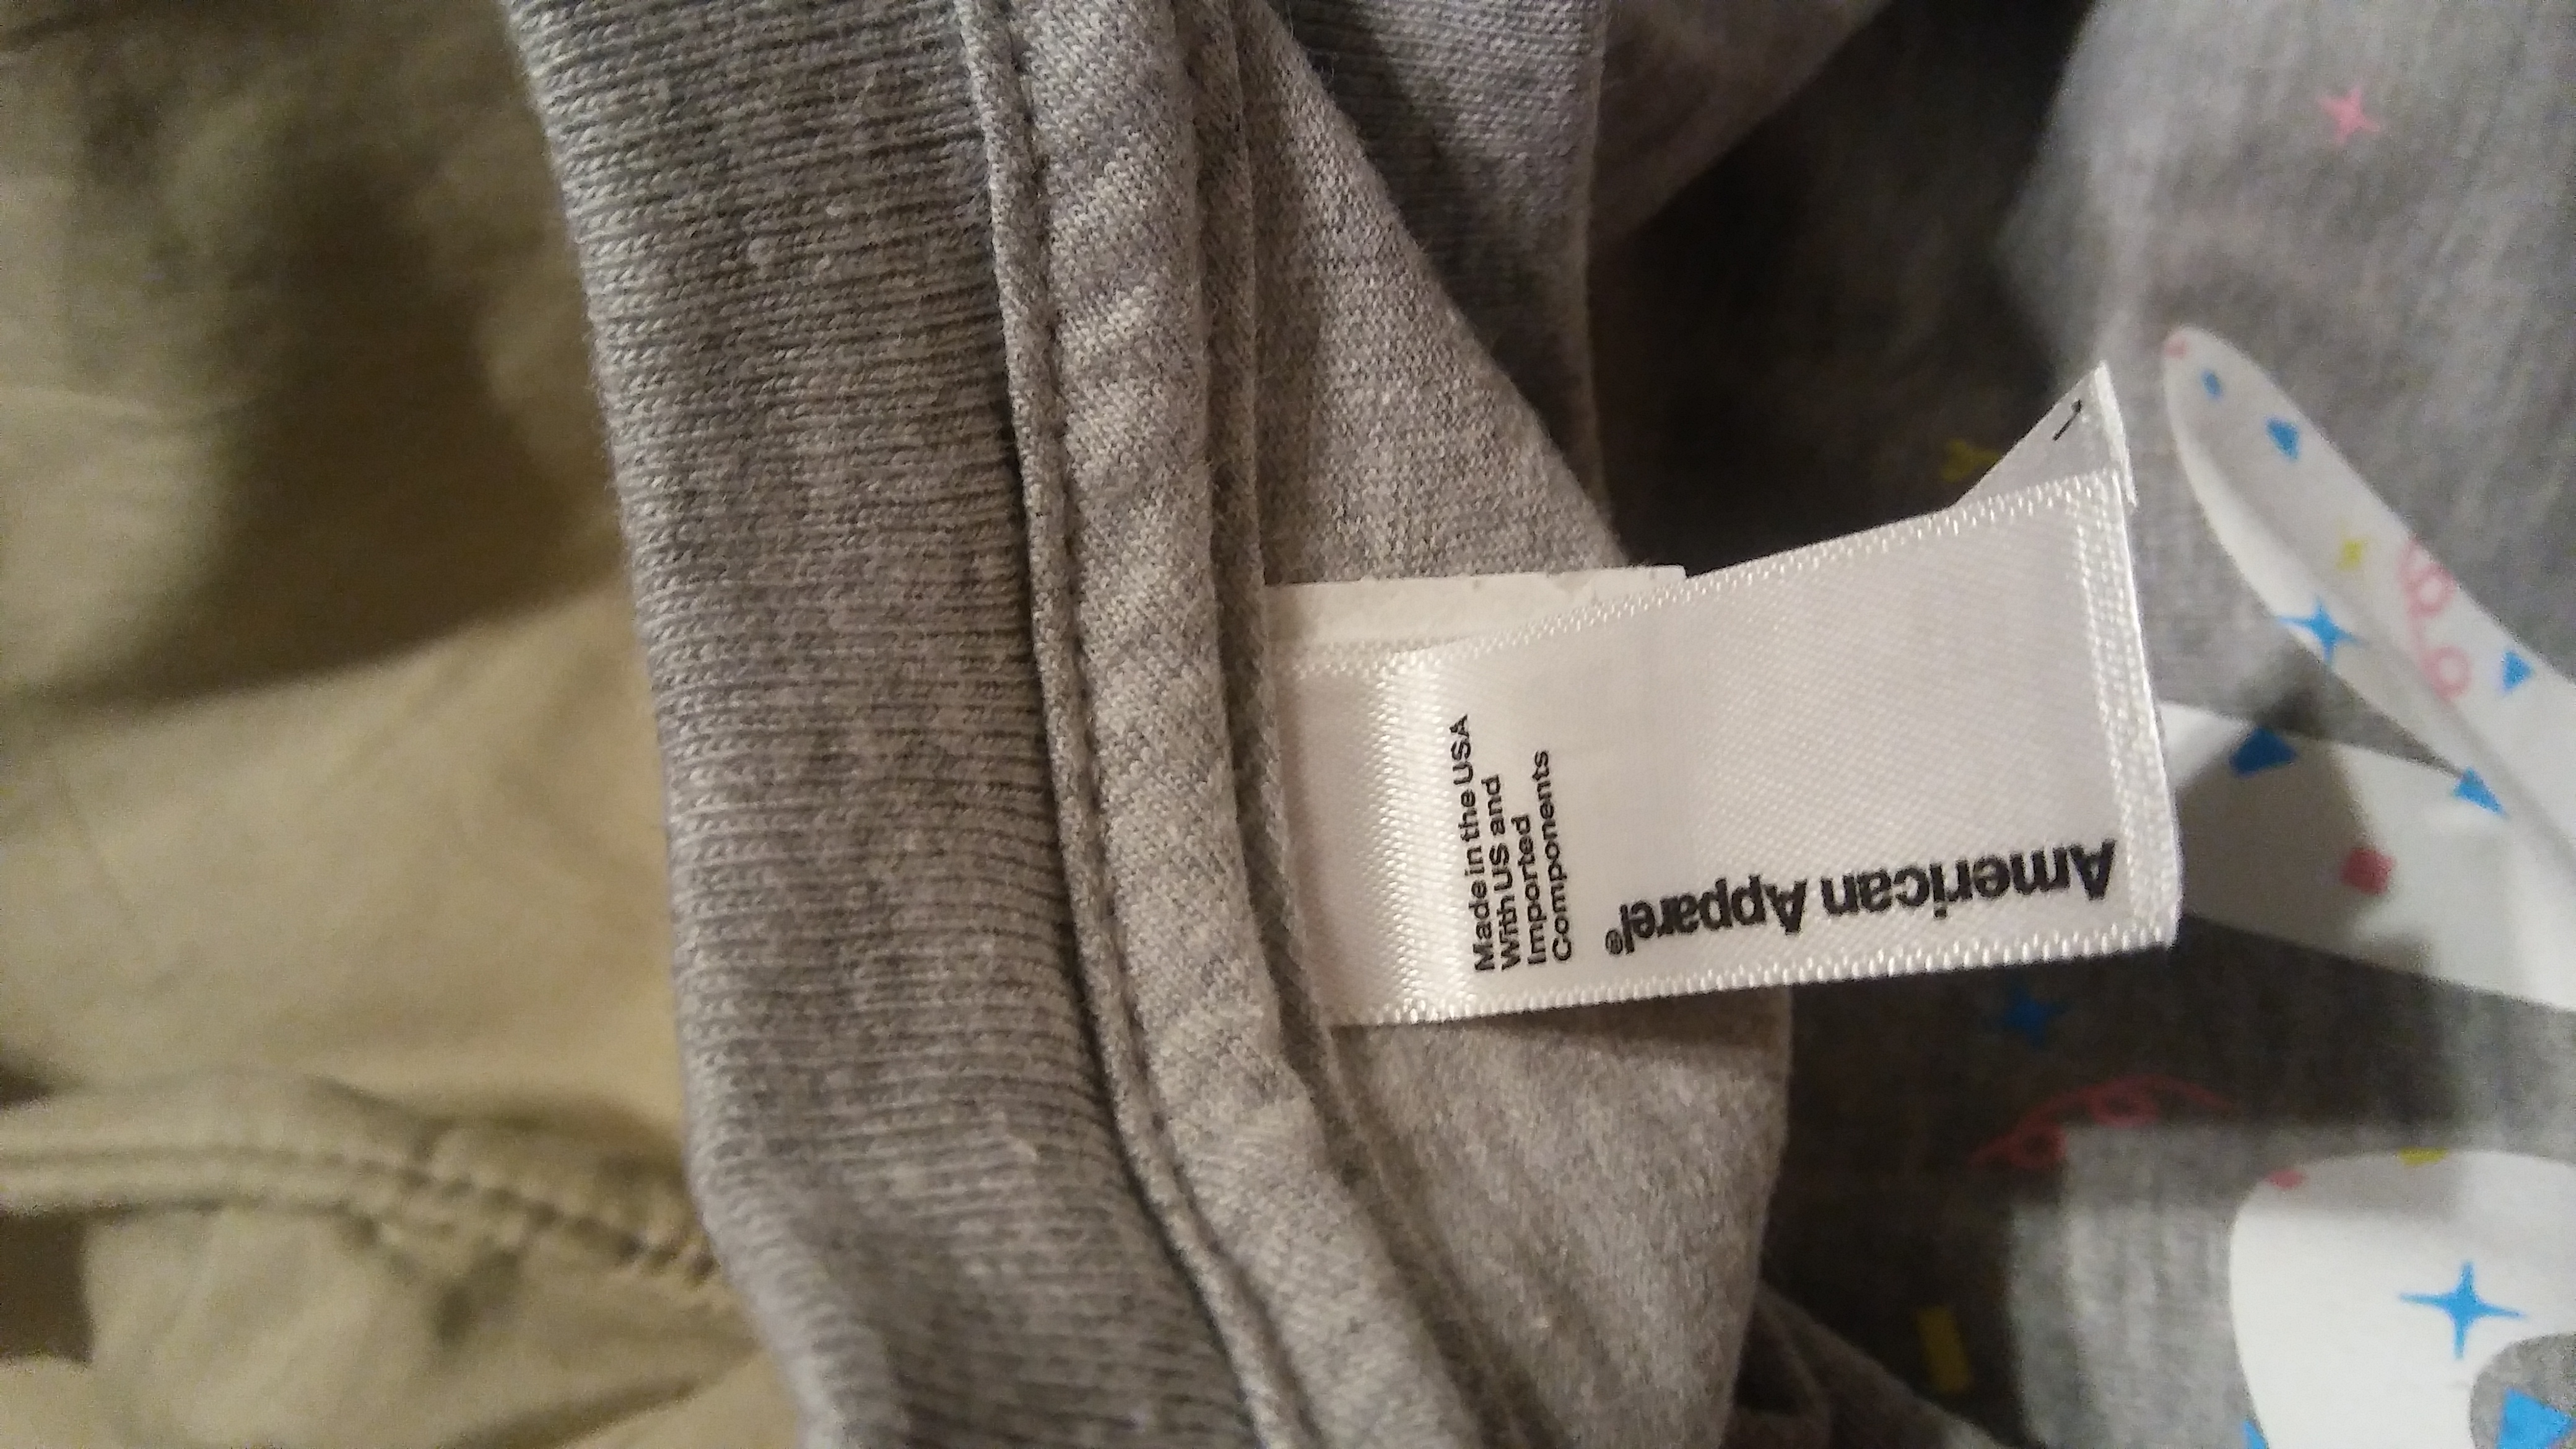 American Apparel®
Made in the USA
With US and
Imported
Components